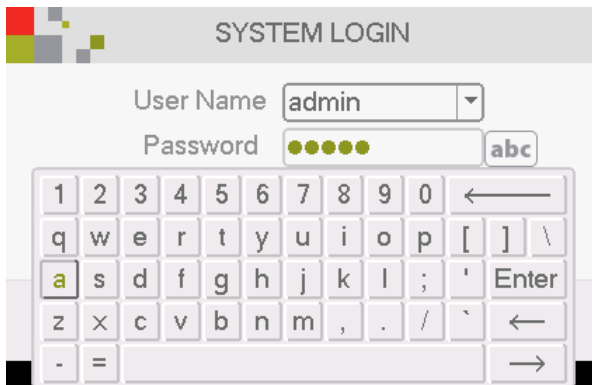 SYSTEM LOGIN
User Name admin
Password ●●●●● abc
1 2 3 4 5 6 7 8 9 0 ←
q w e r t y u i o p [ ] \
a s d f g h j k l ; ' Enter
z x c v b n m , . / ` ←
- = →